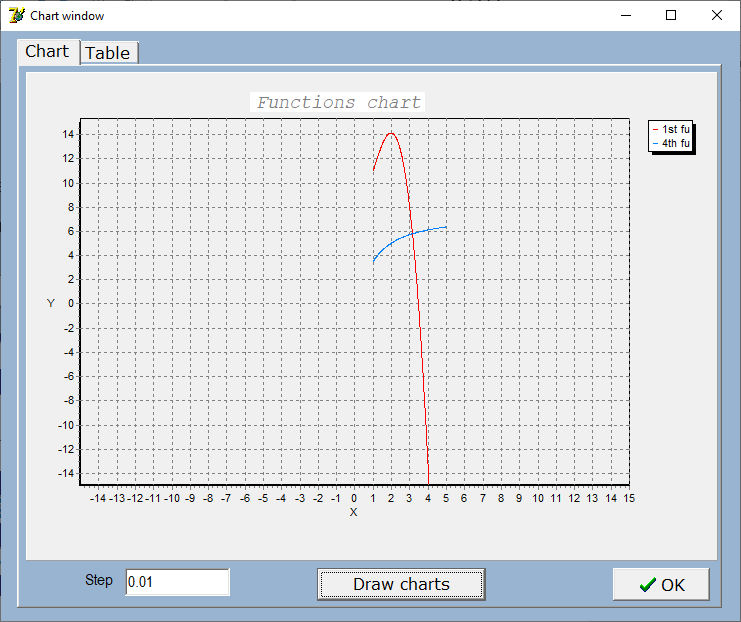 Chart window
Chart Table
Functions chart
1st fu
4th fu
14
12
10
8
6
4
2
Y 0
-2
-4
-6
-8
-10
-12
-14
-14 -13 -12 -11 -10 -9 -8 -7 -6 -5 -4 -3 -2 -1 0 1 2 3 4 5 6 7 8 9 10 11 12 13 14 15
X
Step 0.01 Draw charts OK